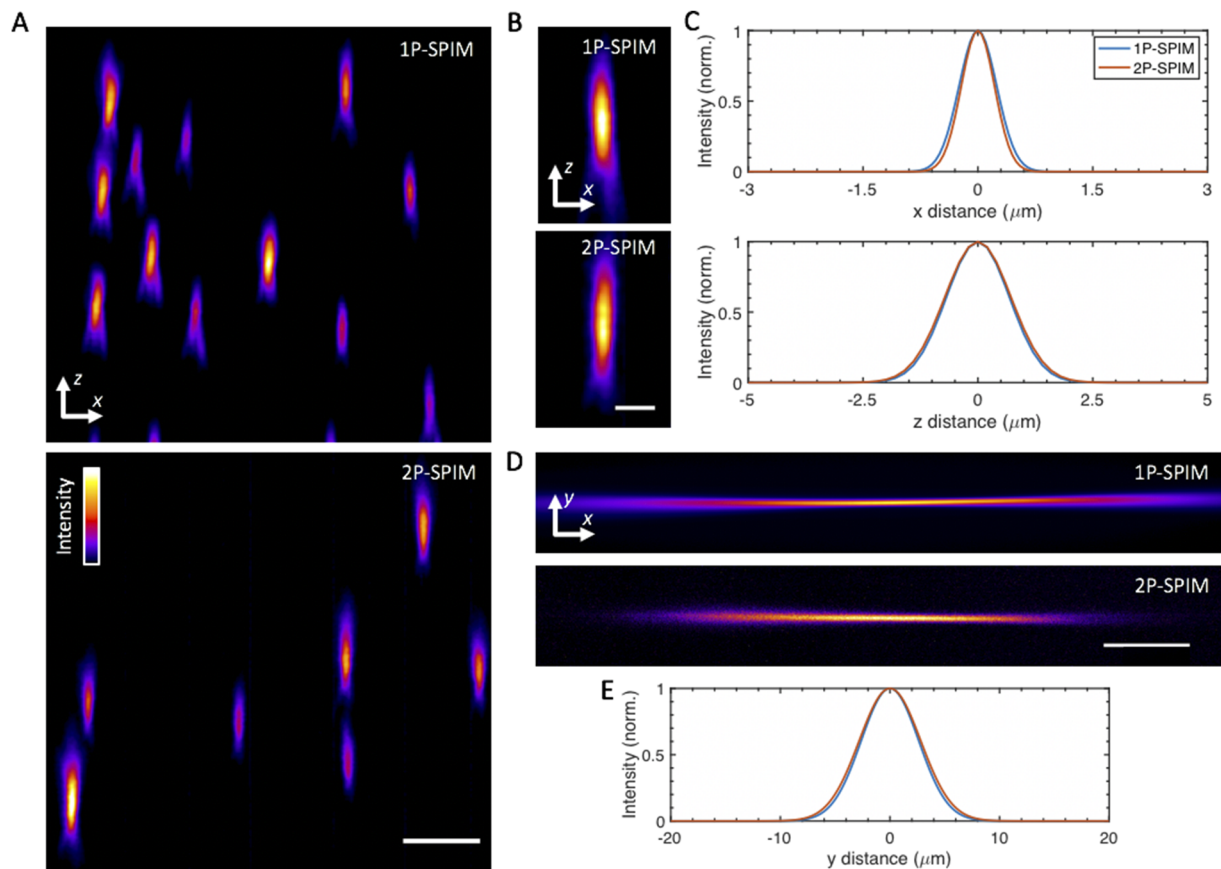 A
1P-SPIM
z
x
Intensity
2P-SPIM
B
1P-SPIM
z
x
2P-SPIM
C
Intensity (norm.)
1
0.5
0
1P-SPIM
2P-SPIM
-3 -1.5 0 1.5 3
x distance (μm)
Intensity (norm.)
1
0.5
0
-5 -2.5 0 2.5 5
z distance (μm)
D
1P-SPIM
y
x
2P-SPIM
E
Intensity (norm.)
1
0.5
0
-20 -10 0 10 20
y distance (μm)